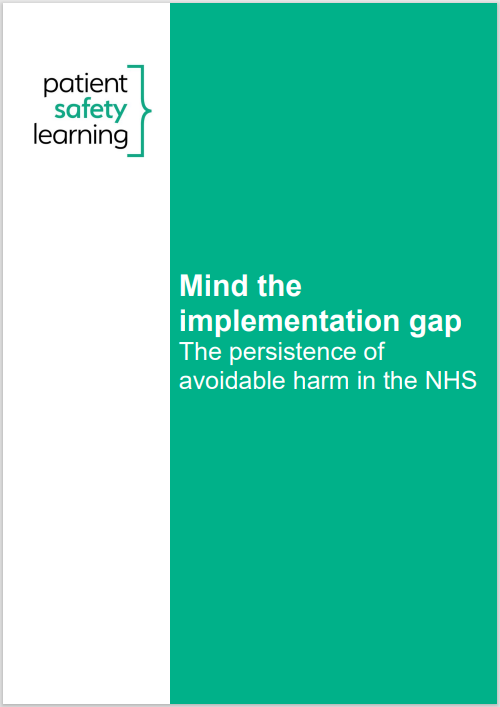 patient
safety
learning
Mind the
implementation gap
The persistence of
avoidable harm in the NHS